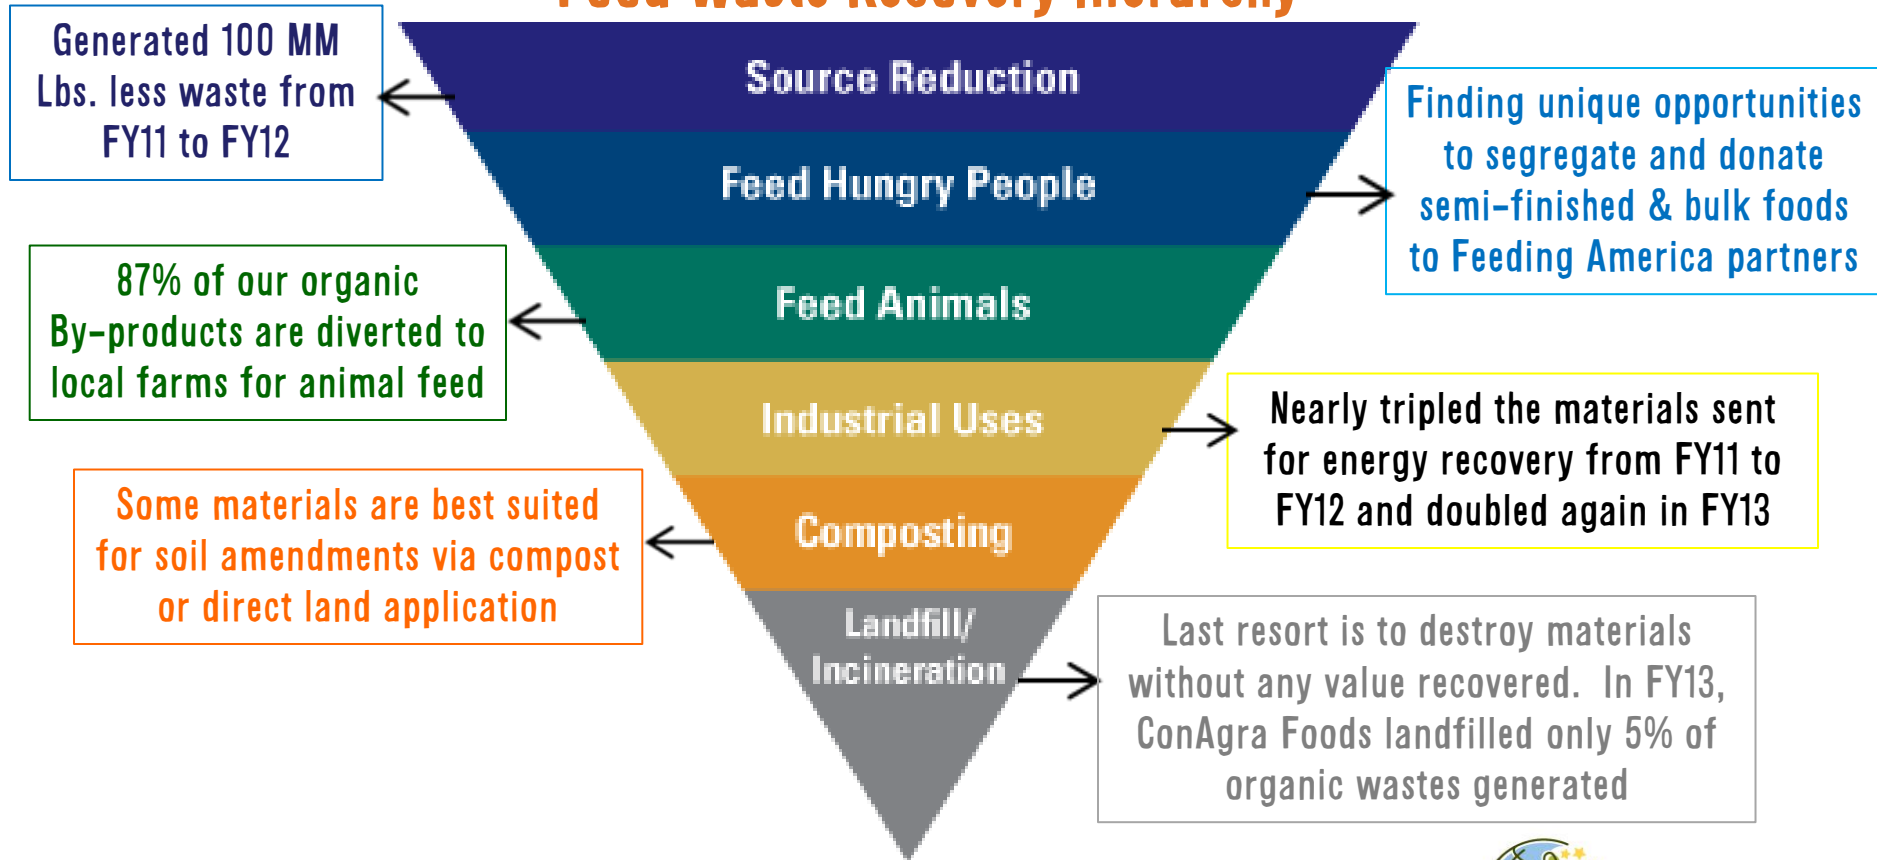 Food Waste Recovery Hierarchy
Generated 100 MM
Lbs. less waste from
FY11 to FY12
Source Reduction
Finding unique opportunities
to segregate and donate
semi-finished & bulk foods
to Feeding America partners
Feed Hungry People
87% of our organic
By-products are diverted to
local farms for animal feed
Feed Animals
Industrial Uses
Nearly tripled the materials sent
for energy recovery from FY11 to
FY12 and doubled again in FY13
Some materials are best suited
for soil amendments via compost
or direct land application
Composting
Landfill/
Incineration
Last resort is to destroy materials
without any value recovered.  In FY13,
ConAgra Foods landfilled only 5% of
organic wastes generated